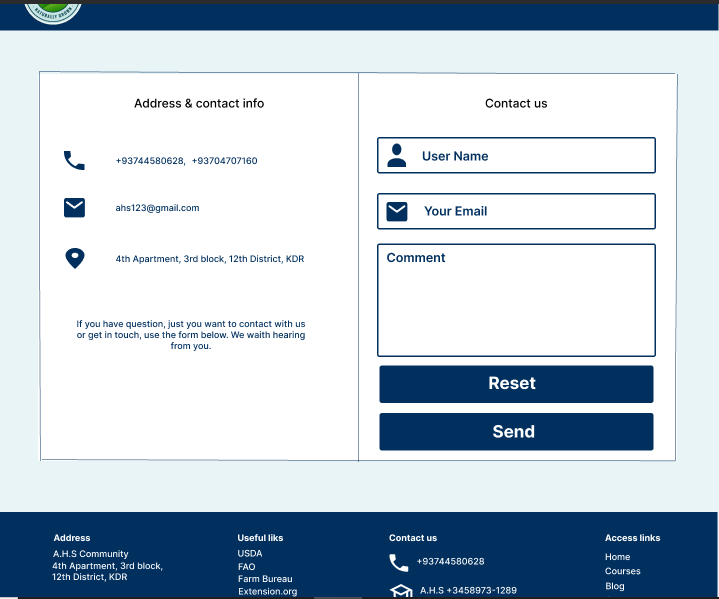 NATURALLY GROWN
Address & contact info
+93744580628, +93704707160
ahs123@gmail.com
4th Apartment, 3rd block, 12th District, KDR
If you have question, just you want to contact with us
or get in touch, use the form below. We waith hearing
from you.
Contact us
User Name
Your Email
Comment
Reset
Send
Address
A.H.S Community
4th Apartment, 3rd block,
12th District, KDR
Useful liks
USDA
FAO
Farm Bureau
Extension.org
Contact us
+93744580628
A.H.S +3458973-1289
Access links
Home
Courses
Blog